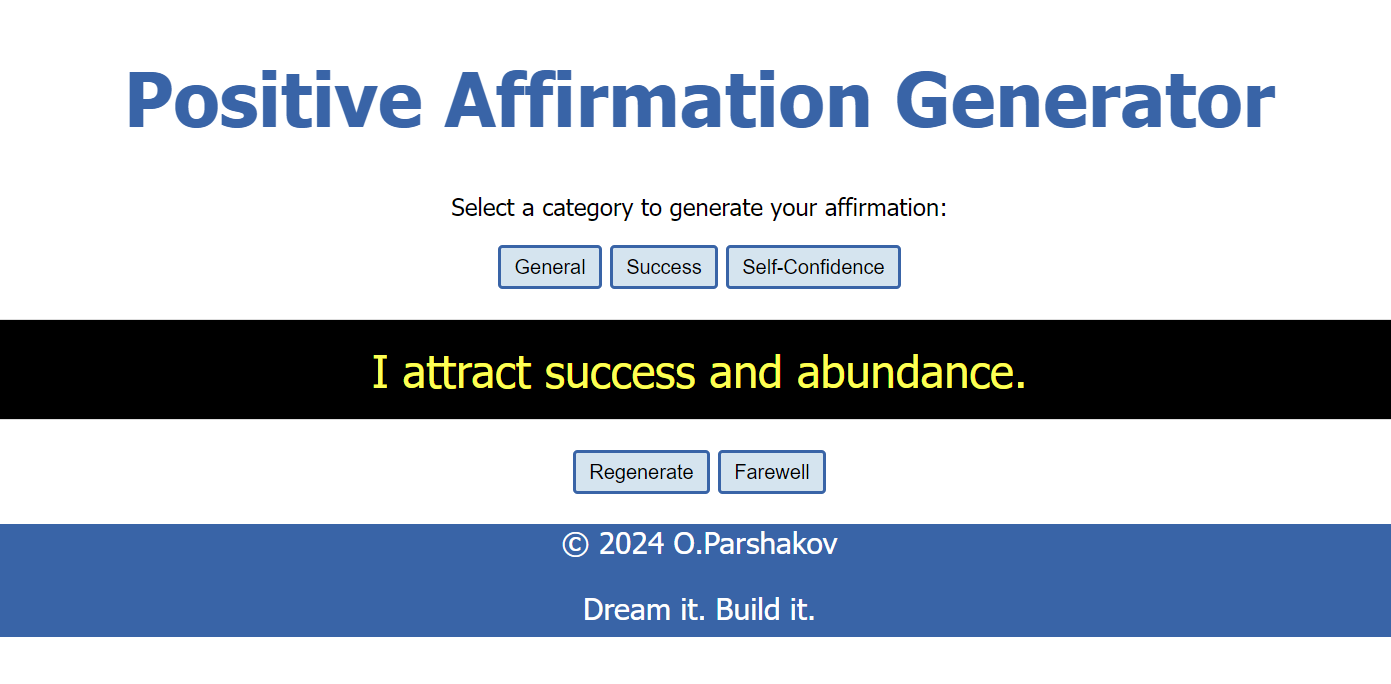 Positive Affirmation Generator
Select a category to generate your affirmation:
General Success Self-Confidence
I attract success and abundance.
Regenerate Farewell
© 2024 O.Parshakov
Dream it. Build it.